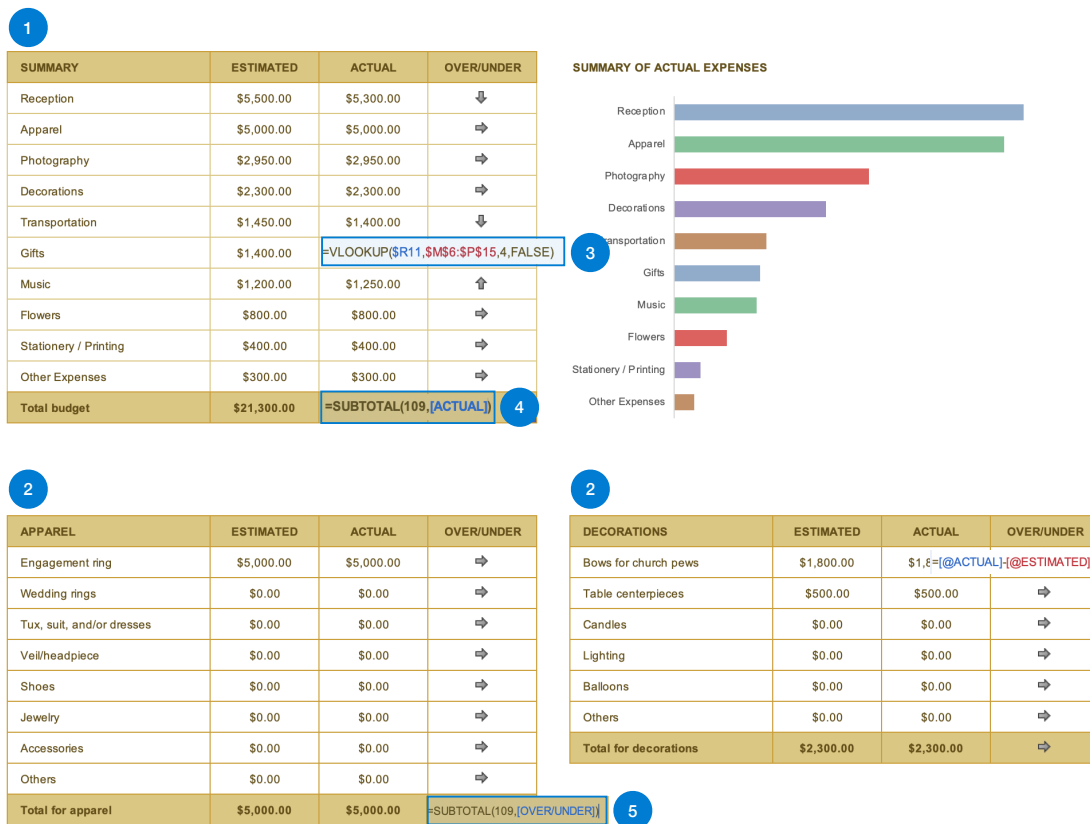 1
SUMMARY ESTIMATED ACTUAL OVER/UNDER
Reception $5,500.00 $5,300.00
Apparel $5,000.00 $5,000.00
Photography $2,950.00 $2,950.00
Decorations $2,300.00 $2,300.00
Transportation $1,450.00 $1,400.00
Gifts $1,400.00 =VLOOKUP($R11,$M$6:$P$15,4,FALSE) 3
Music $1,200.00 $1,250.00
Flowers $800.00 $800.00
Stationery / Printing $400.00 $400.00
Other Expenses $300.00 $300.00
Total budget $21,300.00 =SUBTOTAL(109,[ACTUAL]) 4
SUMMARY OF ACTUAL EXPENSES
Reception
Apparel
Photography
Decorations
ansportation
Gifts
Music
Flowers
Stationery / Printing
Other Expenses
2
APPAREL ESTIMATED ACTUAL OVER/UNDER
Engagement ring $5,000.00 $5,000.00
Wedding rings $0.00 $0.00
Tux, suit, and/or dresses $0.00 $0.00
Veil/headpiece $0.00 $0.00
Shoes $0.00 $0.00
Jewelry $0.00 $0.00
Accessories $0.00 $0.00
Others $0.00 $0.00
Total for apparel $5,000.00 $5,000.00 =SUBTOTAL(109,[OVER/UNDER]) 5
2
DECORATIONS ESTIMATED ACTUAL OVER/UNDER
Bows for church pews $1,800.00 $1,8 =[@ACTUAL]-[@ESTIMATED]
Table centerpieces $500.00 $500.00
Candles $0.00 $0.00
Lighting $0.00 $0.00
Balloons $0.00 $0.00
Others $0.00 $0.00
Total for decorations $2,300.00 $2,300.00